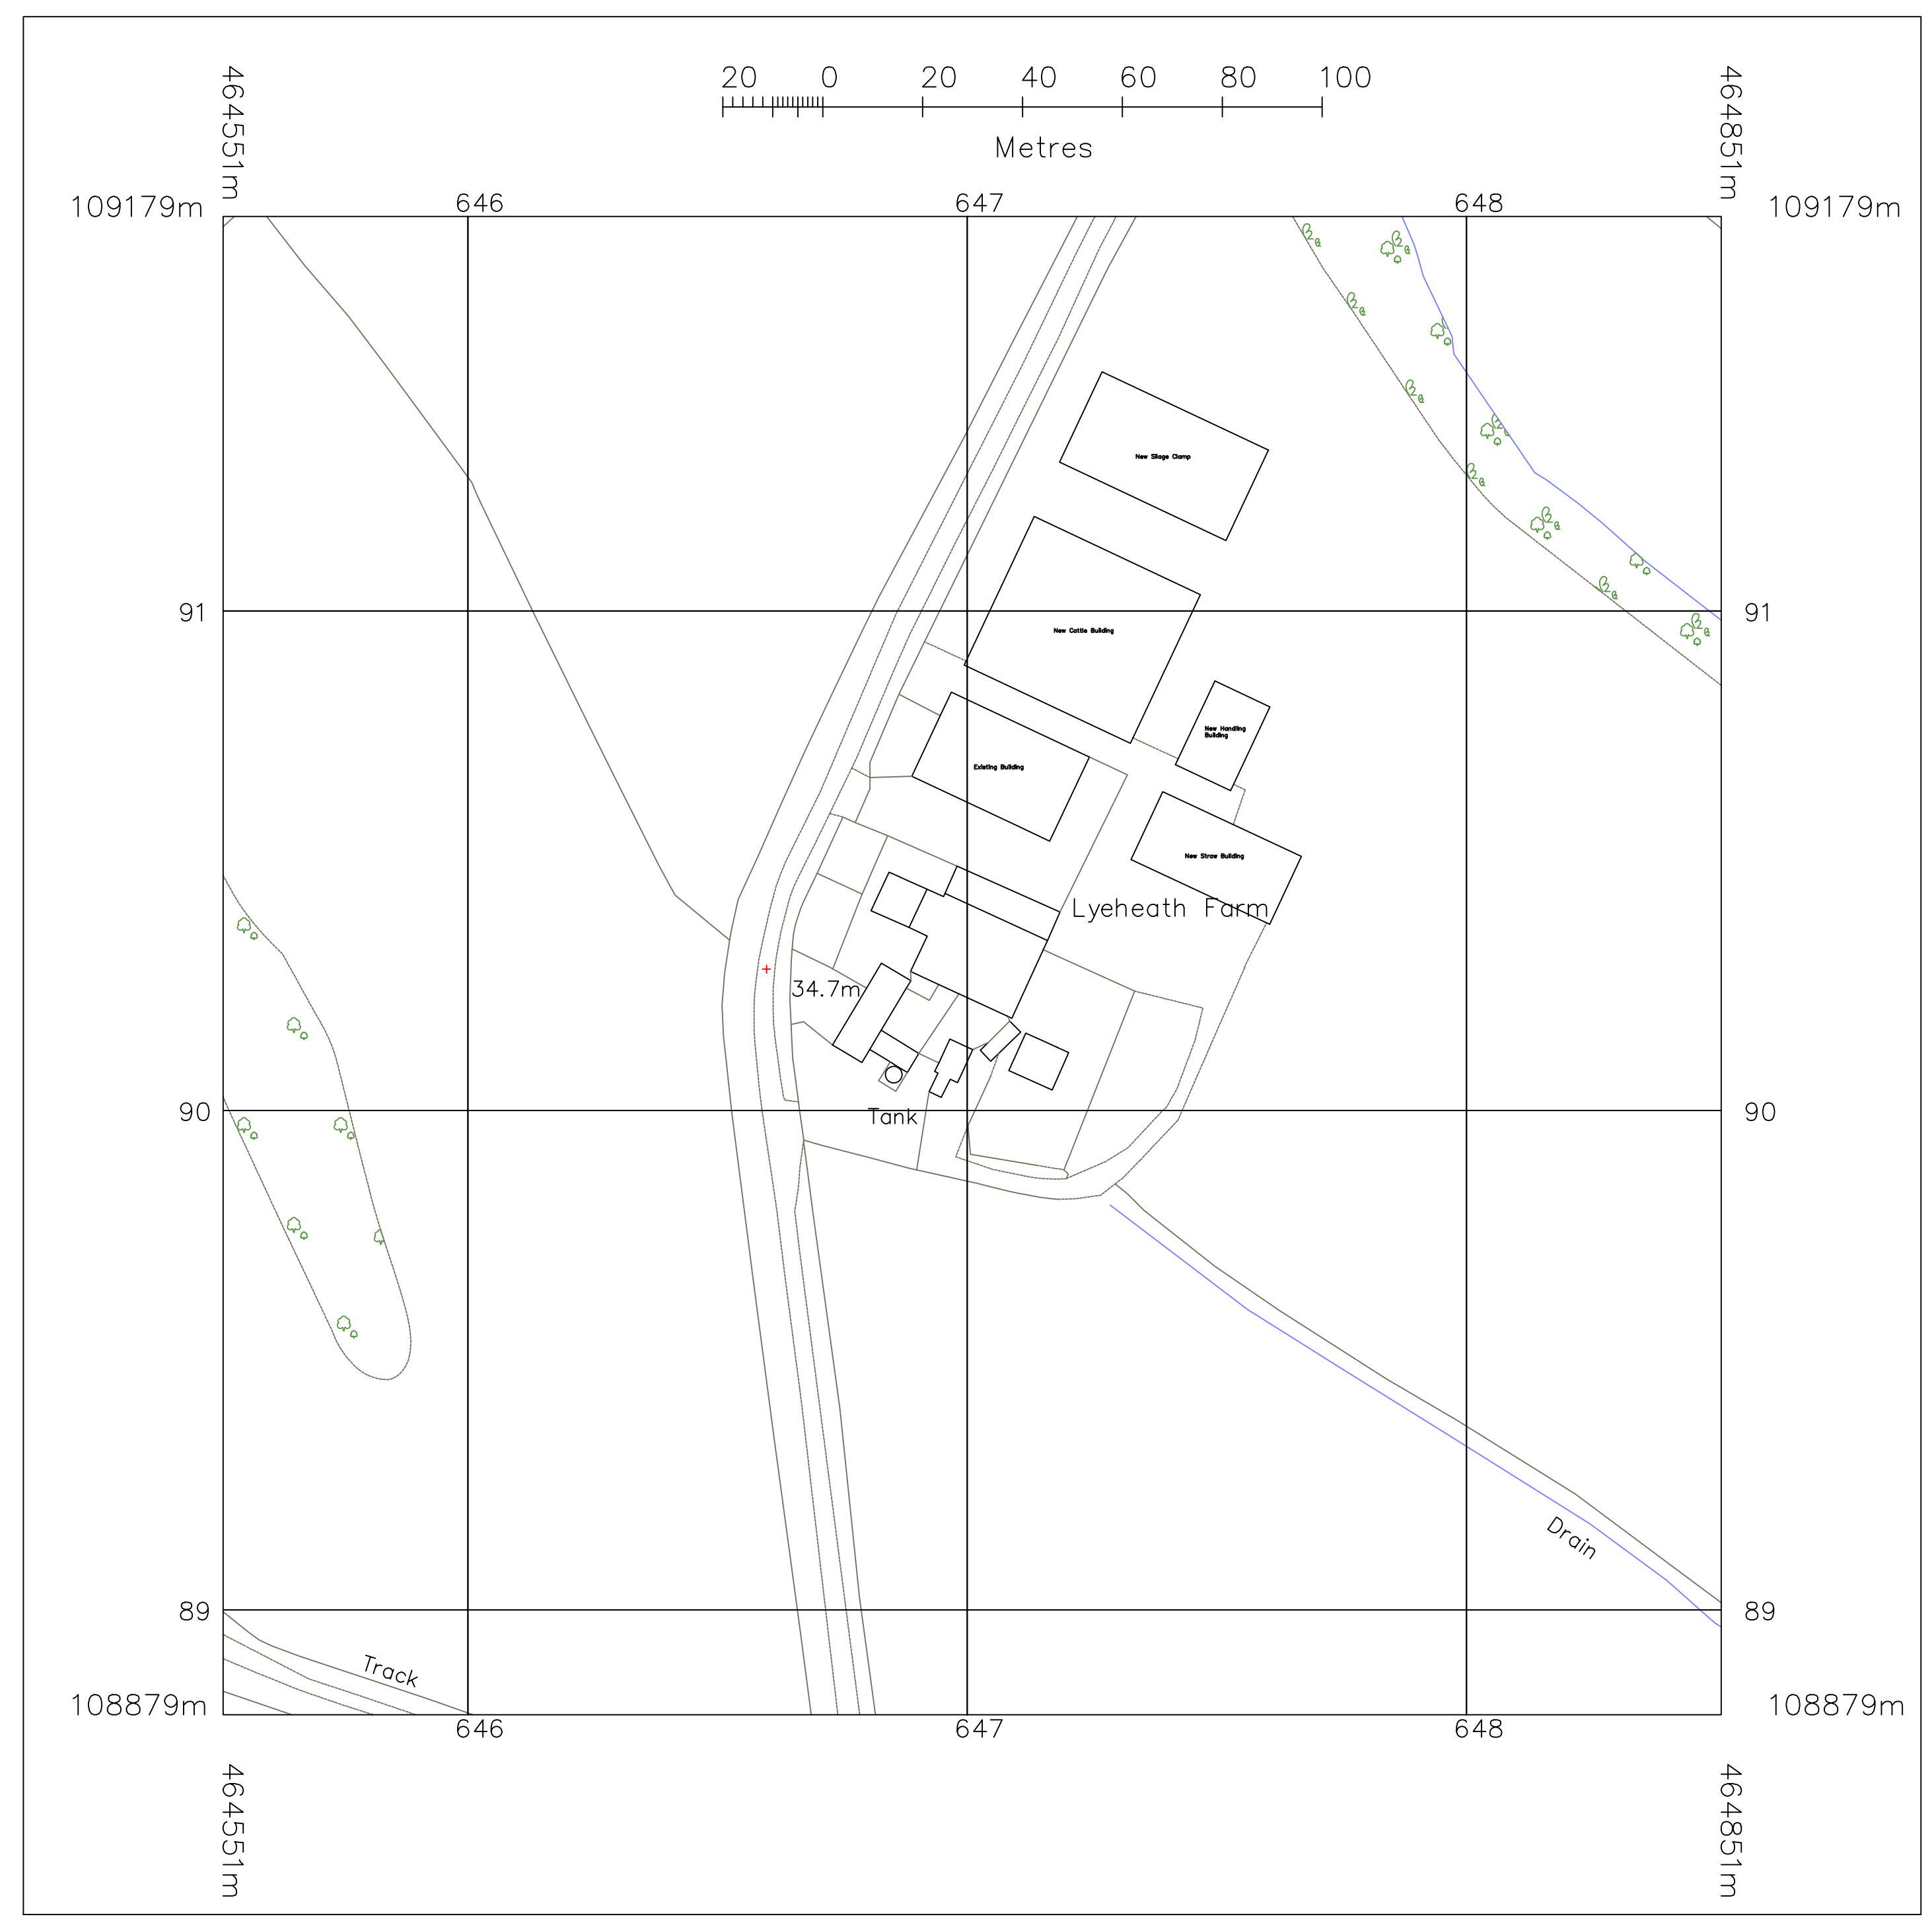 20 0 20 40 60 80 100
Metres
464551m
464851m
109179m
646
647
648
109179m
New Silage Clamp
91
91
New Cattle Building
New Handling
Building
Existing Building
New Straw Building
Lyeheath Farm
34.7m
90
Tank
90
Drain
89
89
Track
108879m
646
647
648
108879m
464551m
464851m